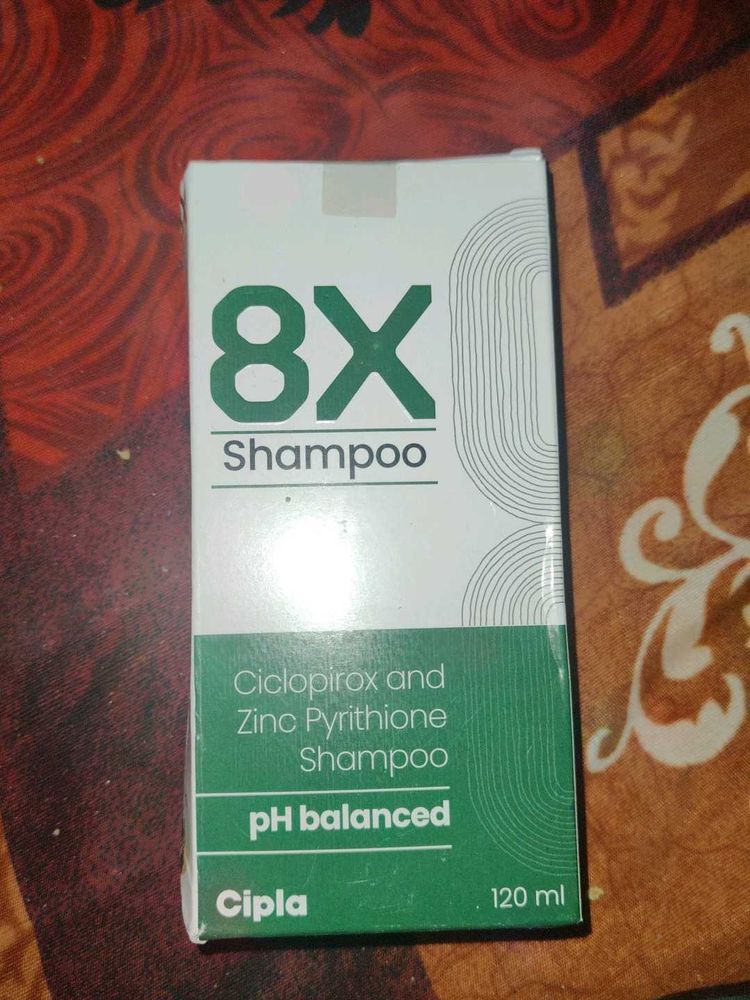 8X
Shampoo
Ciclopirox and
Zinc Pyrithione
Shampoo
pH balanced
Cipla
120 ml